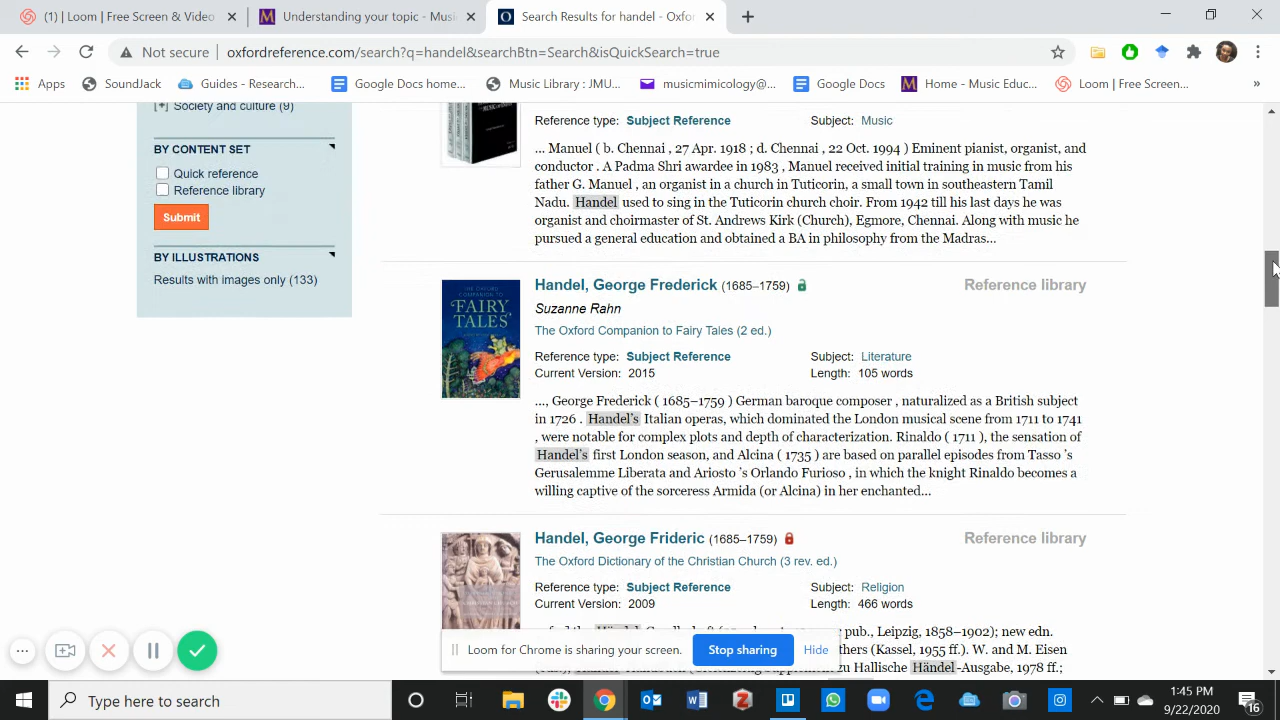 (1) Loom | Free Screen & Video
Understanding your topic - Musi
Search Results for handel - Oxfo
Not secure | oxfordreference.com/search?q=handel&searchBtn=Search&isQuickSearch=true
Apps SoundJack Guides - Research... Google Docs home... Music Library : JMU... musicmimicology@... Google Docs Home - Music Educ... Loom | Free Screen... »
[+] Society and culture (9)
BY CONTENT SET
Quick reference
Reference library
Submit
BY ILLUSTRATIONS
Results with images only (133)
Reference type: Subject Reference Subject: Music
... Manuel ( b. Chennai , 27 Apr. 1918 ; d. Chennai , 22 Oct. 1994 ) Eminent pianist, organist, and
conductor . A Padma Shri awardee in 1983 , Manuel received initial training in music from his
father G. Manuel , an organist in a church in Tuticorin, a small town in southeastern Tamil
Nadu. Handel used to sing in the Tuticorin church choir. From 1942 till his last days he was
organist and choirmaster of St. Andrews Kirk (Church), Egmore, Chennai. Along with music he
pursued a general education and obtained a BA in philosophy from the Madras...
Handel, George Frederick (1685–1759) Reference library
Suzanne Rahn
The Oxford Companion to Fairy Tales (2 ed.)
Reference type: Subject Reference Subject: Literature
Current Version: 2015 Length: 105 words
..., George Frederick ( 1685–1759 ) German baroque composer , naturalized as a British subject
in 1726 . Handel's Italian operas, which dominated the London musical scene from 1711 to 1741
, were notable for complex plots and depth of characterization. Rinaldo ( 1711 ), the sensation of
Handel's first London season, and Alcina ( 1735 ) are based on parallel episodes from Tasso 's
Gerusalemme Liberata and Ariosto 's Orlando Furioso , in which the knight Rinaldo becomes a
willing captive of the sorceress Armida (or Alcina) in her enchanted...
THE OXFORD
COMPANION TO
FAIRY
TALES
Handel, George Frideric (1685–1759) Reference library
The Oxford Dictionary of the Christian Church (3 rev. ed.)
Reference type: Subject Reference Subject: Religion
Current Version: 2009 Length: 466 words
pub., Leipzig, 1858–1902); new edn.
(Kassel, 1955 ff.). W. and M. Eisen
zu Hallische Händel-Ausgabe, 1978 ff.;
Loom for Chrome is sharing your screen. Stop sharing Hide
Type here to search
1:45 PM
9/22/2020
16